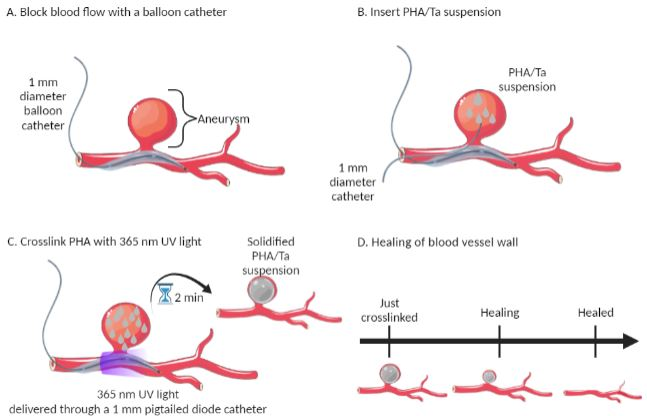 A. Block blood flow with a balloon catheter
1 mm
diameter
balloon
catheter
Aneurysm
B. Insert PHA/Ta suspension
PHA/Ta
suspension
1 mm
diameter
catheter
C. Crosslink PHA with 365 nm UV light
2 min
Solidified
PHA/Ta
suspension
365 nm UV light
delivered through a 1 mm pigtailed diode catheter
D. Healing of blood vessel wall
Just
crosslinked
Healing
Healed